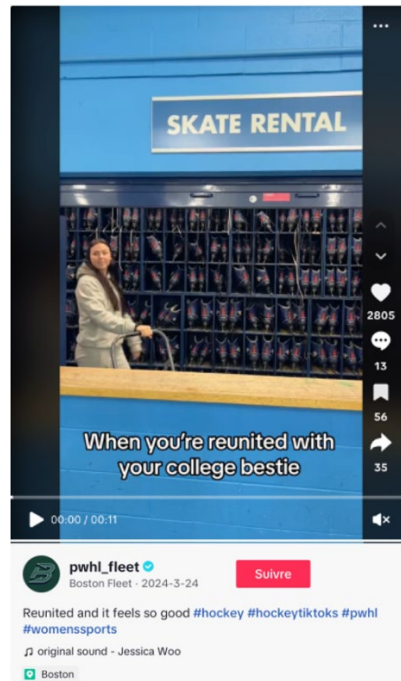 SKATE RENTAL
2805
13
56
35
When you're reunited with
your college bestie
00:00 / 00:11
pwhl_fleet
Boston Fleet · 2024-3-24
Suivre
Reunited and it feels so good #hockey #hockeytiktoks #pwhl
#womenssports
♫ original sound - Jessica Woo
Boston